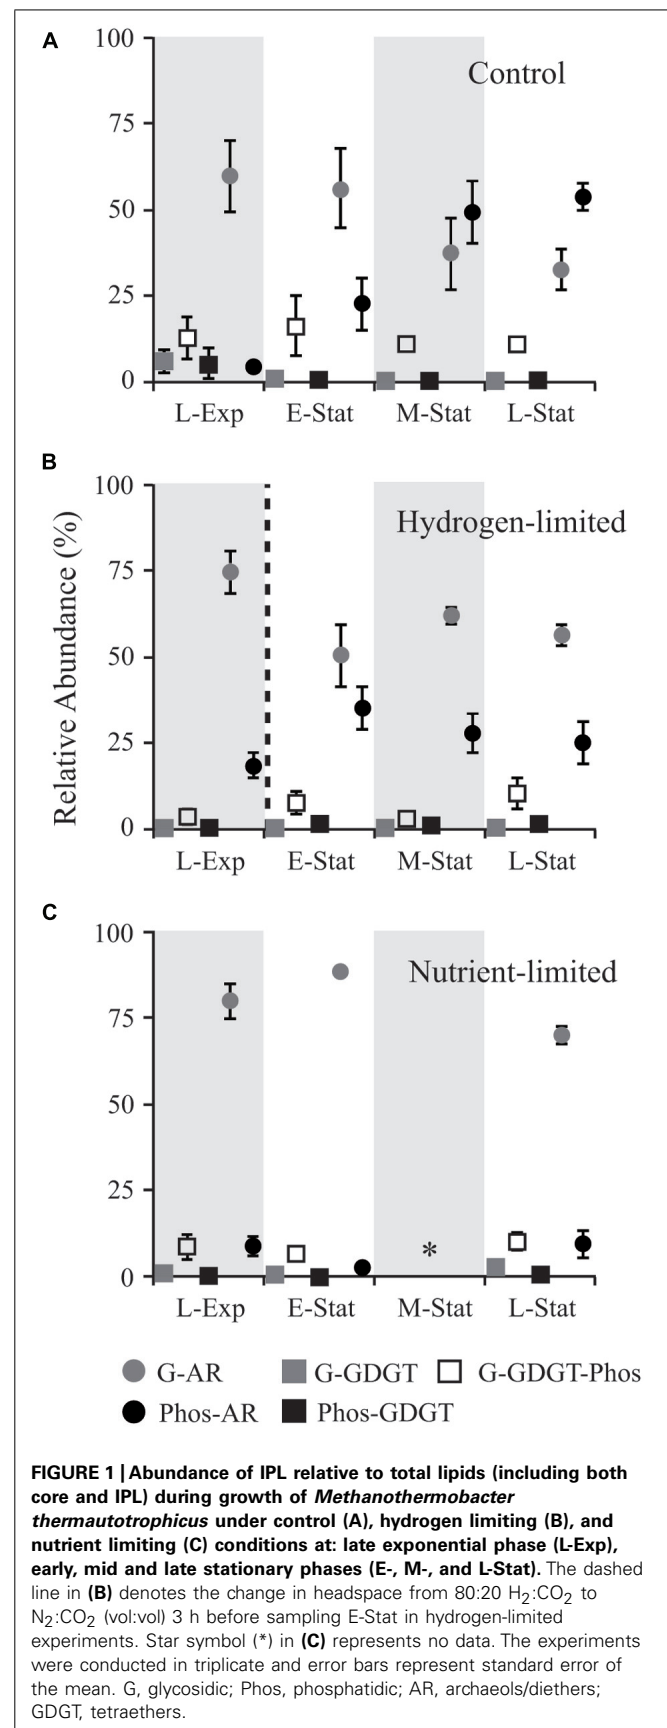 A
100
Control
75
50
25
0
L-Exp E-Stat M-Stat L-Stat
B
100
Hydrogen-limited
75
50
25
0
Relative Abundance (%)
L-Exp E-Stat M-Stat L-Stat
C
100
Nutrient-limited
75
50
25
*
0
L-Exp E-Stat M-Stat L-Stat
G-AR G-GDGT G-GDGT-Phos
Phos-AR Phos-GDGT
FIGURE 1 | Abundance of IPL relative to total lipids (including both
core and IPL) during growth of Methanothermobacter
thermautotrophicus under control (A), hydrogen limiting (B), and
nutrient limiting (C) conditions at: late exponential phase (L-Exp),
early, mid and late stationary phases (E-, M-, and L-Stat). The dashed
line in (B) denotes the change in headspace from 80:20 H₂:CO₂ to
N₂:CO₂ (vol:vol) 3 h before sampling E-Stat in hydrogen-limited
experiments. Star symbol (*) in (C) represents no data. The experiments
were conducted in triplicate and error bars represent standard error of
the mean. G, glycosidic; Phos, phosphatidic; AR, archaeols/diethers;
GDGT, tetraethers.